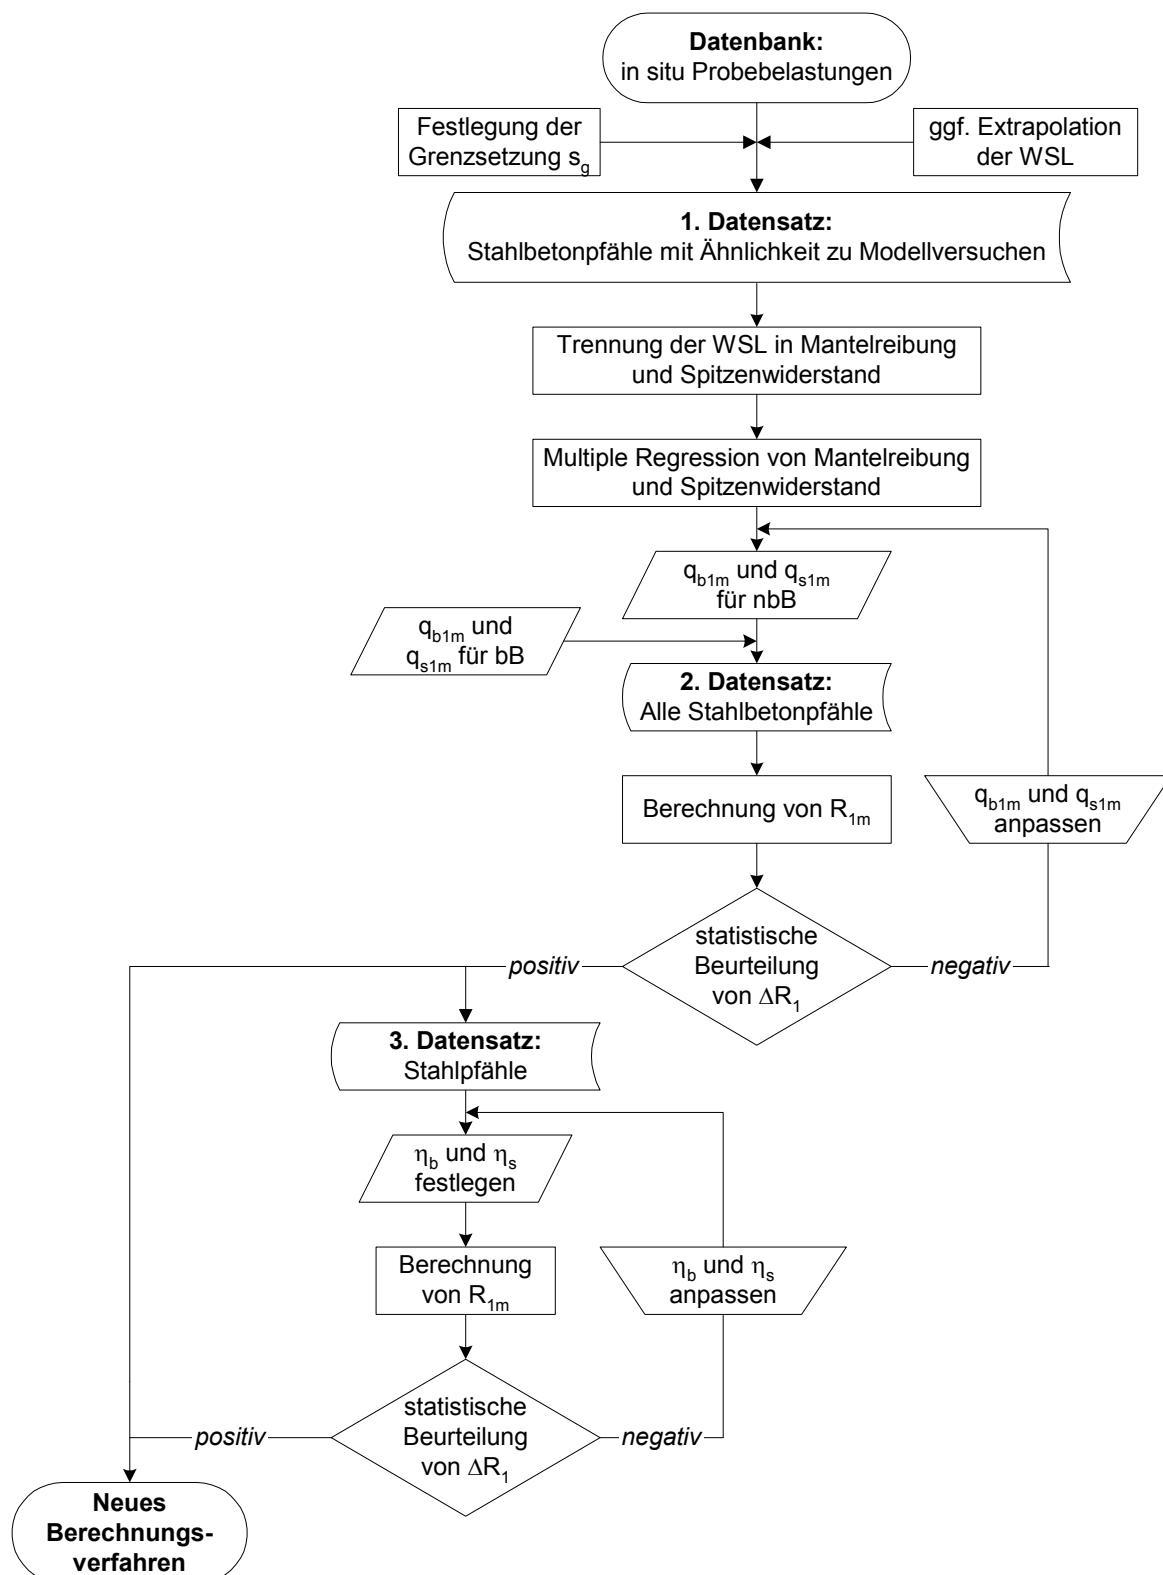 Datenbank:
in situ Probebelastungen
Festlegung der
Grenzsetzung s_g
ggf. Extrapolation
der WSL
1. Datensatz:
Stahlbetonpfähle mit Ähnlichkeit zu Modellversuchen
Trennung der WSL in Mantelreibung
und Spitzenwiderstand
Multiple Regression von Mantelreibung
und Spitzenwiderstand
q_b1m und q_s1m
für nbB
q_b1m und
q_s1m für bB
2. Datensatz:
Alle Stahlbetonpfähle
Berechnung von R_1m
q_b1m und q_s1m
anpassen
statistische
Beurteilung
von ΔR_1
positiv
negativ
3. Datensatz:
Stahlpfähle
η_b und η_s
festlegen
Berechnung
von R_1m
η_b und η_s
anpassen
statistische
Beurteilung
von ΔR_1
positiv
negativ
Neues
Berechnungs-
verfahren